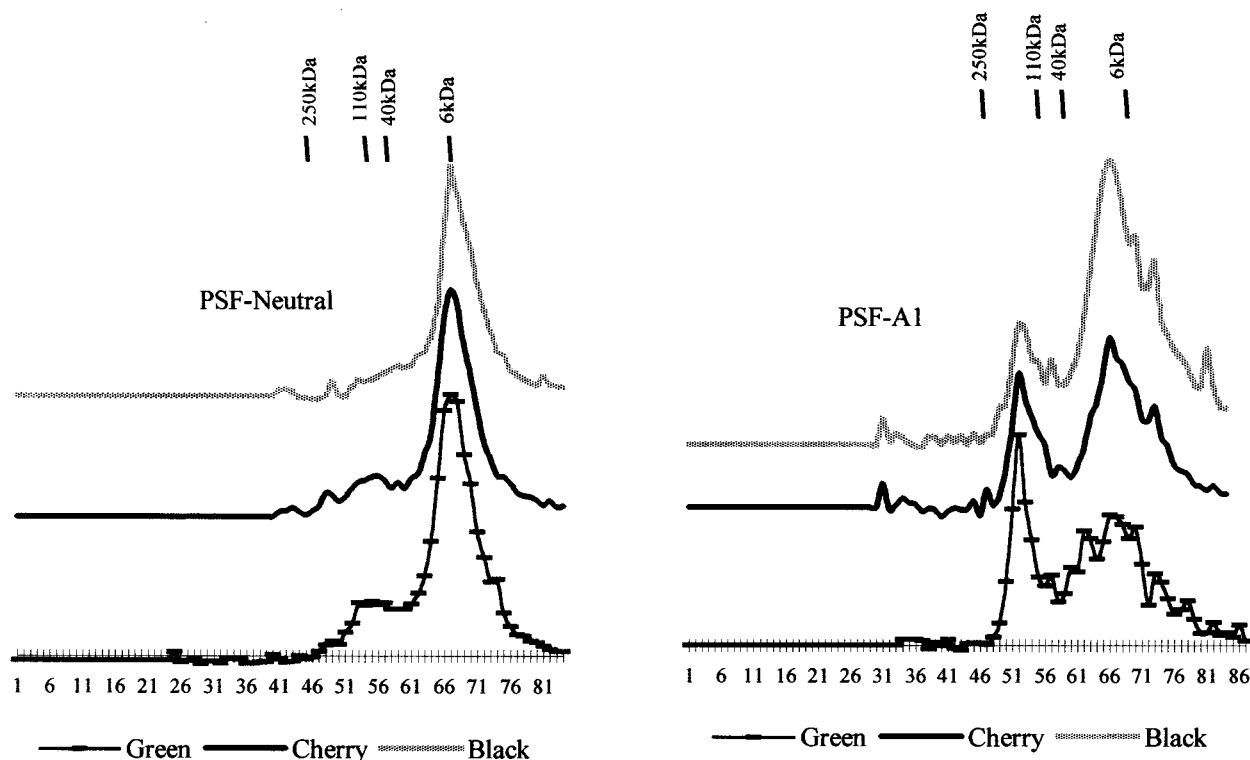 250kDa
110kDa
40kDa
6kDa
PSF-Neutral
1 6 11 16 21 26 31 36 41 46 51 56 61 66 71 76 81
Green Cherry Black
250kDa
110kDa
40kDa
6kDa
PSF-A1
1 6 11 16 21 26 31 36 41 46 51 56 61 66 71 76 81 86
Green Cherry Black